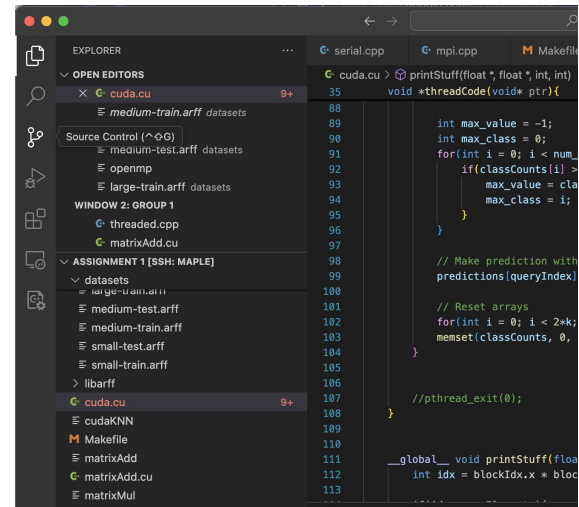 EXPLORER
...
OPEN EDITORS
cuda.cu 9+
medium-train.arff datasets
Source Control (^⇧G)
medium-test.arff datasets
openmp
large-train.arff datasets
WINDOW 2: GROUP 1
threaded.cpp
matrixAdd.cu
ASSIGNMENT 1 [SSH: MAPLE]
datasets
large-train.arff
medium-test.arff
medium-train.arff
small-test.arff
small-train.arff
libarff
cuda.cu 9+
cudaKNN
Makefile
matrixAdd
matrixAdd.cu
matrixMul
serial.cpp mpi.cpp Makefile
cuda.cu > printStuff(float *, float *, int, int)
35 void *threadCode(void* ptr){
88
89 int max_value = -1;
90 int max_class = 0;
91 for(int i = 0; i < num_
92 if(classCounts[i] >
93 max_value = cla
94 max_class = i;
95 }
96 }
97
98 // Make prediction with
99 predictions[queryIndex]
100
101 // Reset arrays
102 for(int i = 0; i < 2*k;
103 memset(classCounts, 0,
104 }
105
106
107 //pthread_exit(0);
108 }
109
110
111 __global__ void printStuff(floa
112 int idx = blockIdx.x * bloc
113